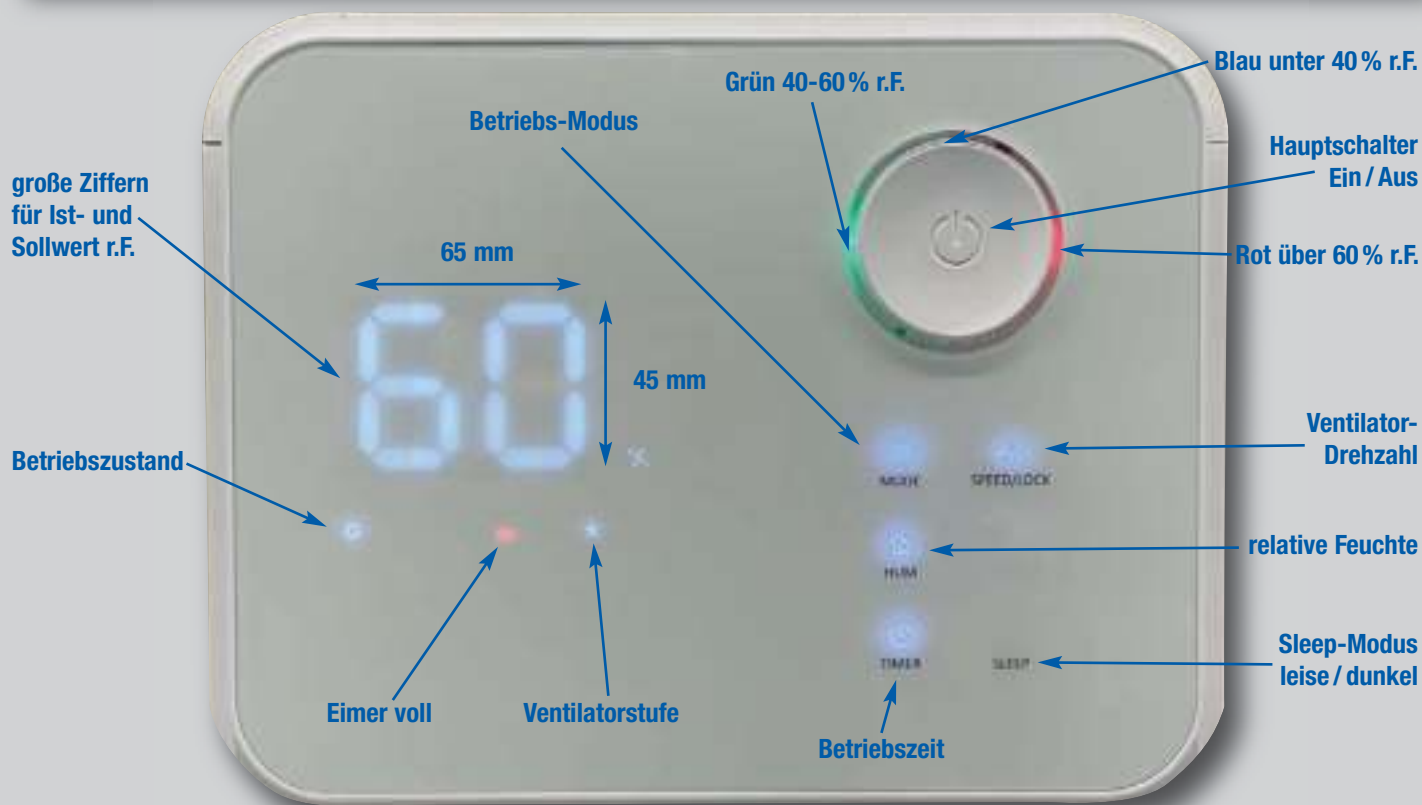 Blau unter 40 % r.F.
Grün 40-60 % r.F.
Betriebs-Modus
Hauptschalter
Ein / Aus
große Ziffern
für Ist- und
Sollwert r.F.
Rot über 60 % r.F.
65 mm
60
%
45 mm
Ventilator-
Drehzahl
Betriebszustand
MODE
SPEED/LOCK
relative Feuchte
HUM
TIMER
SLEEP
Sleep-Modus
leise / dunkel
Eimer voll
Ventilatorstufe
Betriebszeit